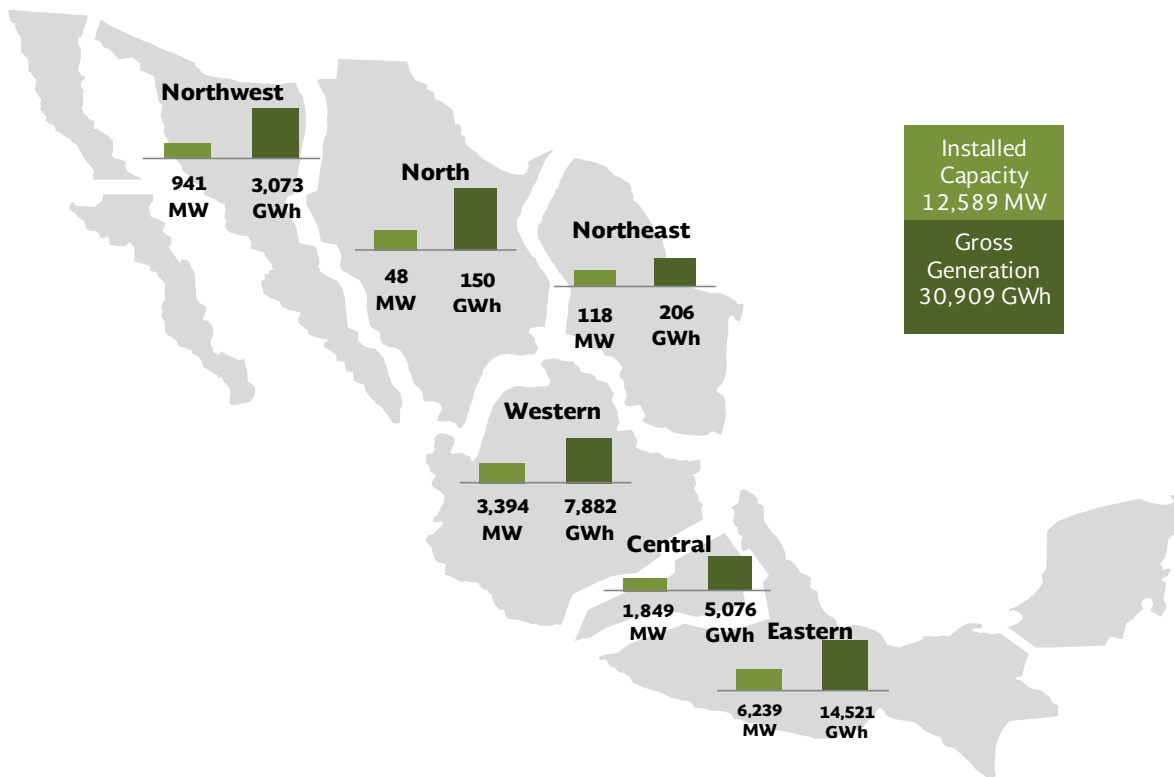 Northwest
941
MW
3,073
GWh
North
48
MW
150
GWh
Northeast
118
MW
206
GWh
Installed
Capacity
12,589 MW
Gross
Generation
30,909 GWh
Western
3,394
MW
7,882
GWh
Central
1,849
MW
5,076
GWh
Eastern
6,239
MW
14,521
GWh